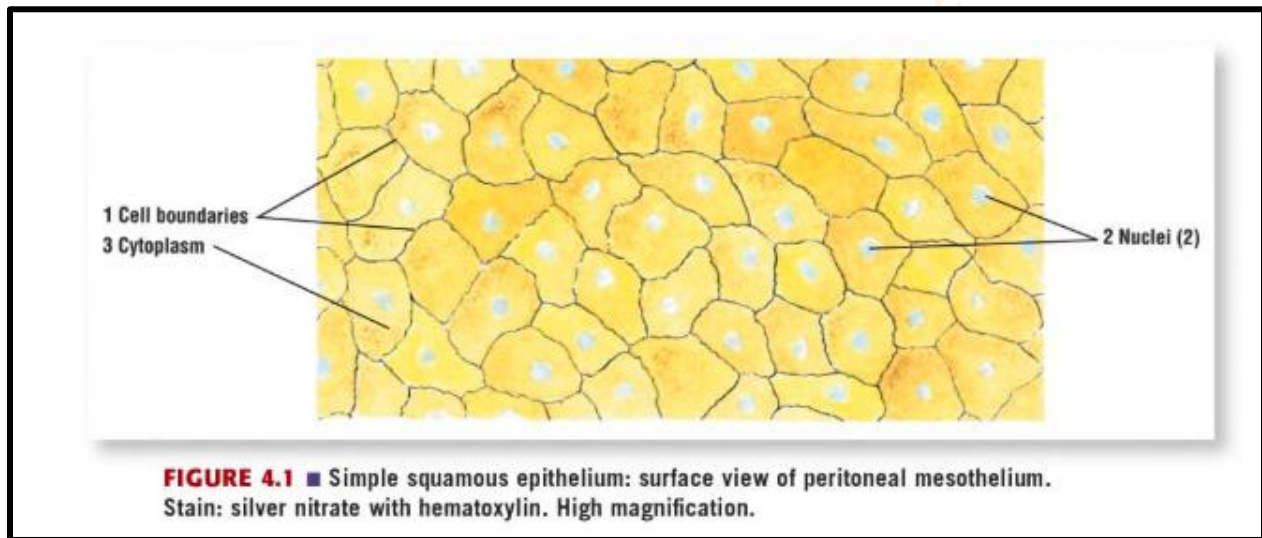 1 Cell boundaries
3 Cytoplasm
2 Nuclei (2)
FIGURE 4.1 ■ Simple squamous epithelium: surface view of peritoneal mesothelium.
Stain: silver nitrate with hematoxylin. High magnification.